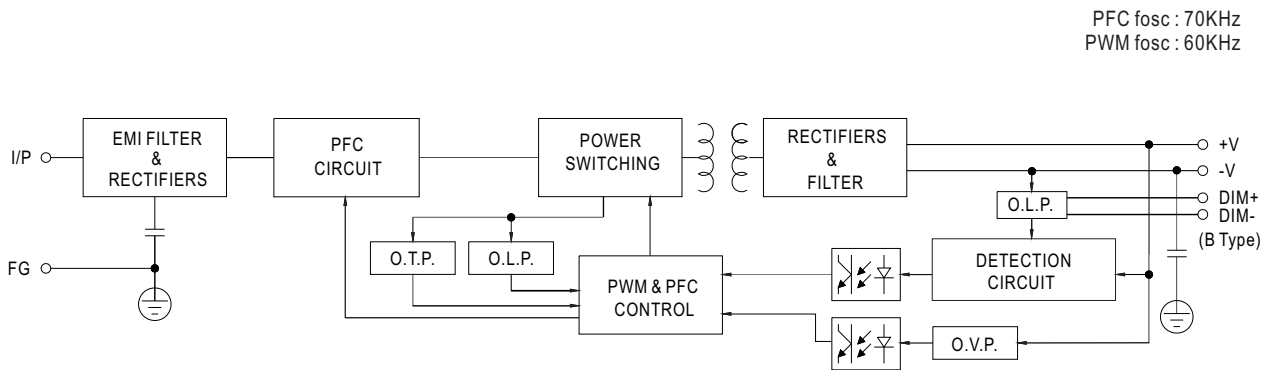 PFC fosc : 70KHz
PWM fosc : 60KHz
I/P
EMI FILTER
&
RECTIFIERS
PFC
CIRCUIT
POWER
SWITCHING
RECTIFIERS
&
FILTER
+V
-V
DIM+
DIM-
(B Type)
O.L.P.
FG
O.T.P.
O.L.P.
PWM & PFC
CONTROL
DETECTION
CIRCUIT
O.V.P.